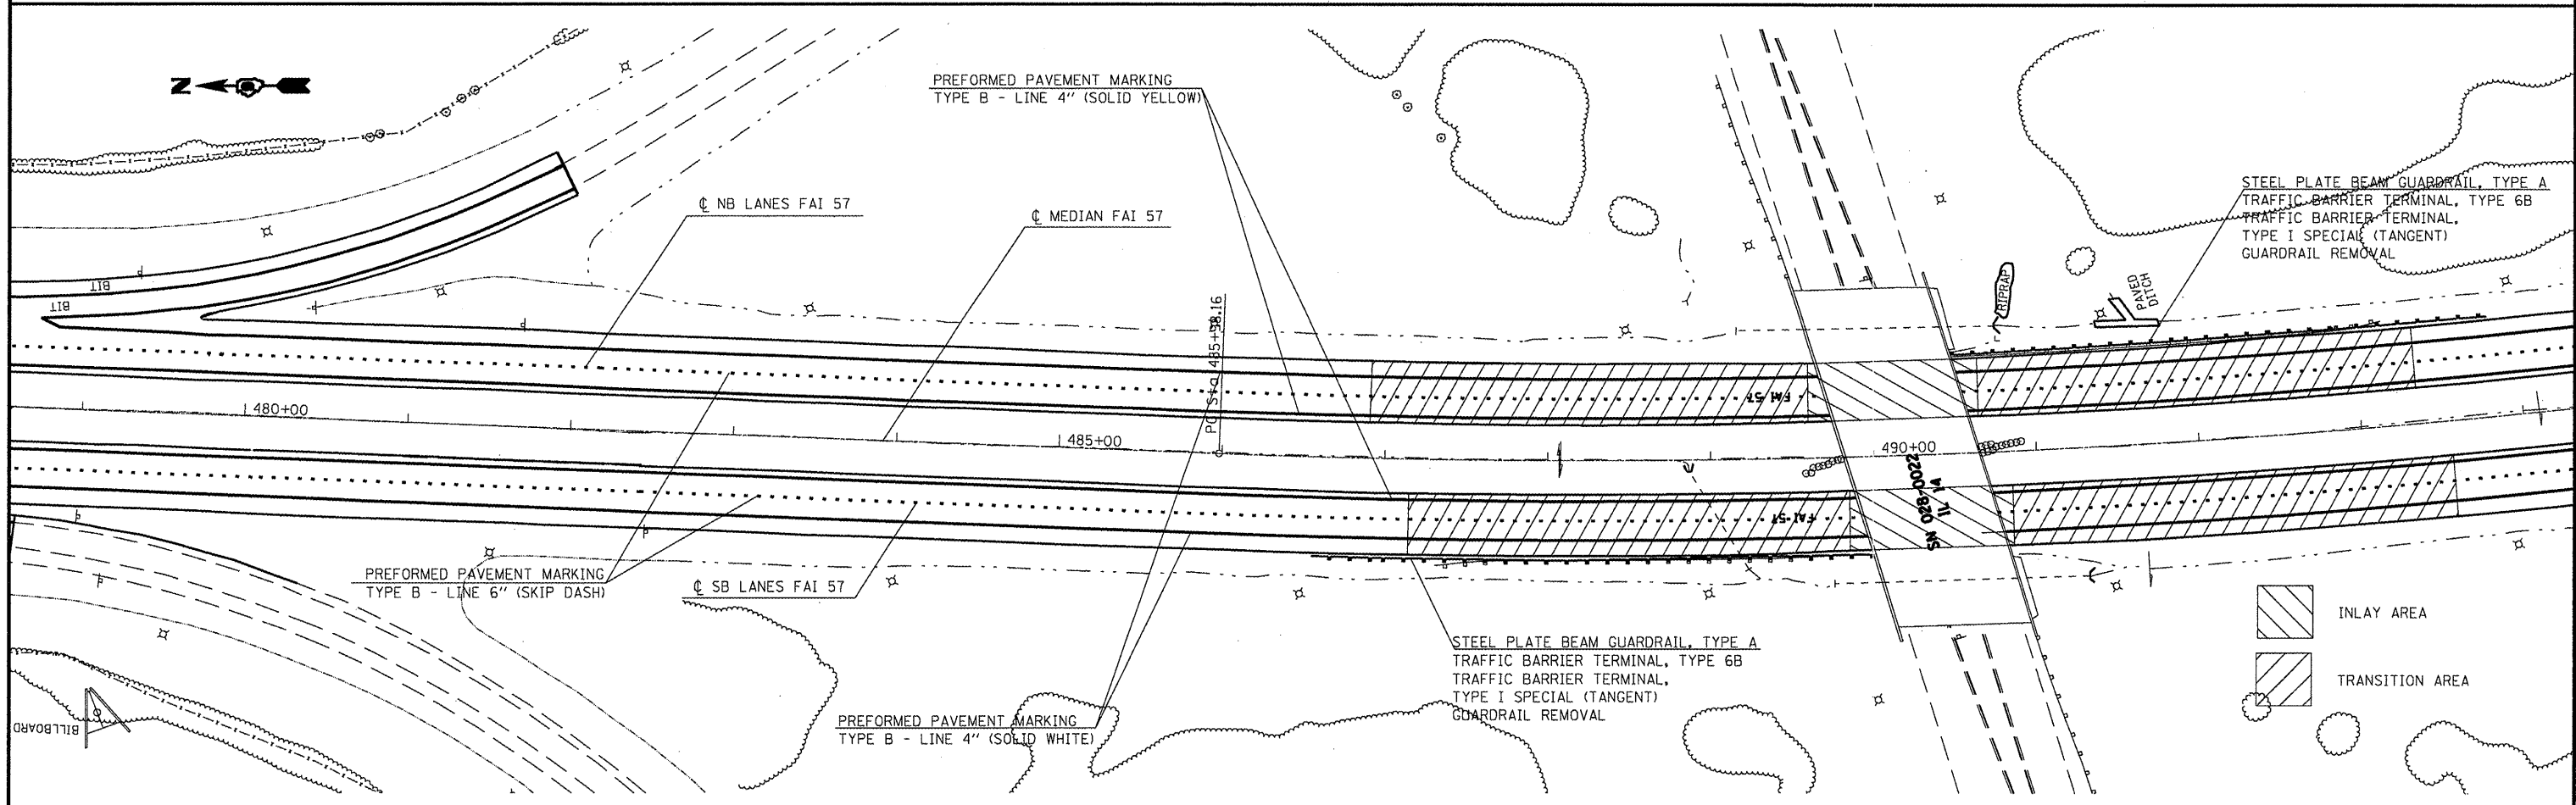 N
PREFORMED PAVEMENT MARKING
TYPE B - LINE 4" (SOLID YELLOW)
℄ NB LANES FAI 57
℄ MEDIAN FAI 57
STEEL PLATE BEAM GUARDRAIL, TYPE A
TRAFFIC BARRIER TERMINAL, TYPE 6B
TRAFFIC BARRIER TERMINAL,
TYPE I SPECIAL (TANGENT)
GUARDRAIL REMOVAL
RIPRAP
PAVED
DITCH
BIT
BIT
PC Sta 485+98.16
FAI 57
480+00
485+00
490+00
SN 028-0022
IL 14
FAI-57
PREFORMED PAVEMENT MARKING
TYPE B - LINE 6" (SKIP DASH)
℄ SB LANES FAI 57
INLAY AREA
STEEL PLATE BEAM GUARDRAIL, TYPE A
TRAFFIC BARRIER TERMINAL, TYPE 6B
TRAFFIC BARRIER TERMINAL,
TYPE I SPECIAL (TANGENT)
GUARDRAIL REMOVAL
TRANSITION AREA
BILLBOARD
PREFORMED PAVEMENT MARKING
TYPE B - LINE 4" (SOLID WHITE)